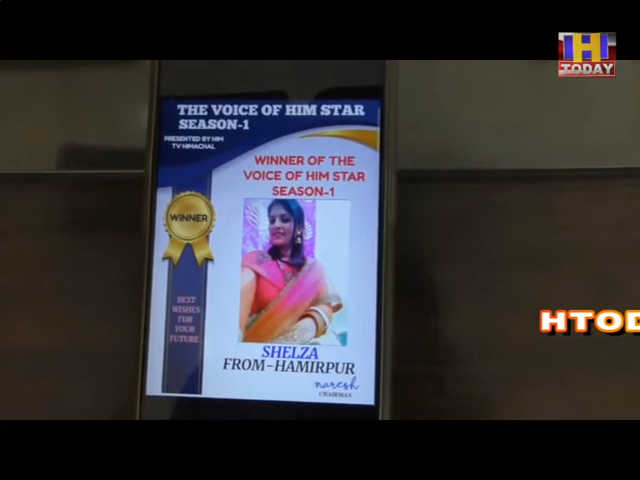 H
TODAY
THE VOICE OF HIM STAR
SEASON-1
PRESENTED BY HIM
TV HIMACHAL
WINNER OF THE
VOICE OF HIM STAR
SEASON-1
WINNER
BEST
WISHES
FOR
YOUR
FUTURE
SHELZA
FROM-HAMIRPUR
naresh
CHAIRMAN
HTOD